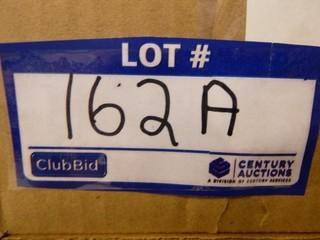 LOT #
162A
ClubBid
CENTURY
AUCTIONS
A DIVISION OF CENTURY SERVICES